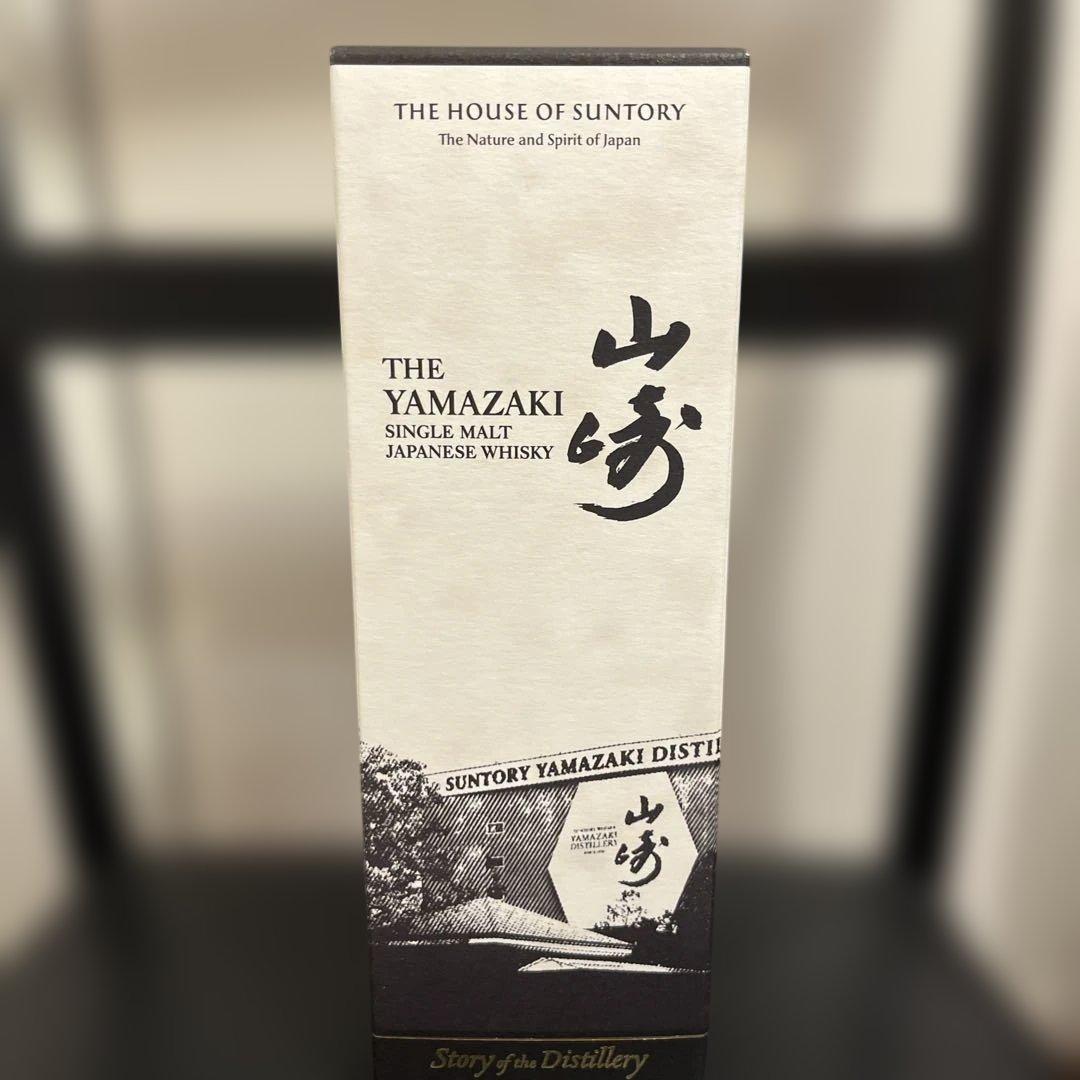 THE HOUSE OF SUNTORY
The Nature and Spirit of Japan
THE
YAMAZAKI
SINGLE MALT
JAPANESE WHISKY
山崎
SUNTORY YAMAZAKI DISTIL
山崎
YAMAZAKI
DISTILLERY
Story of the Distillery